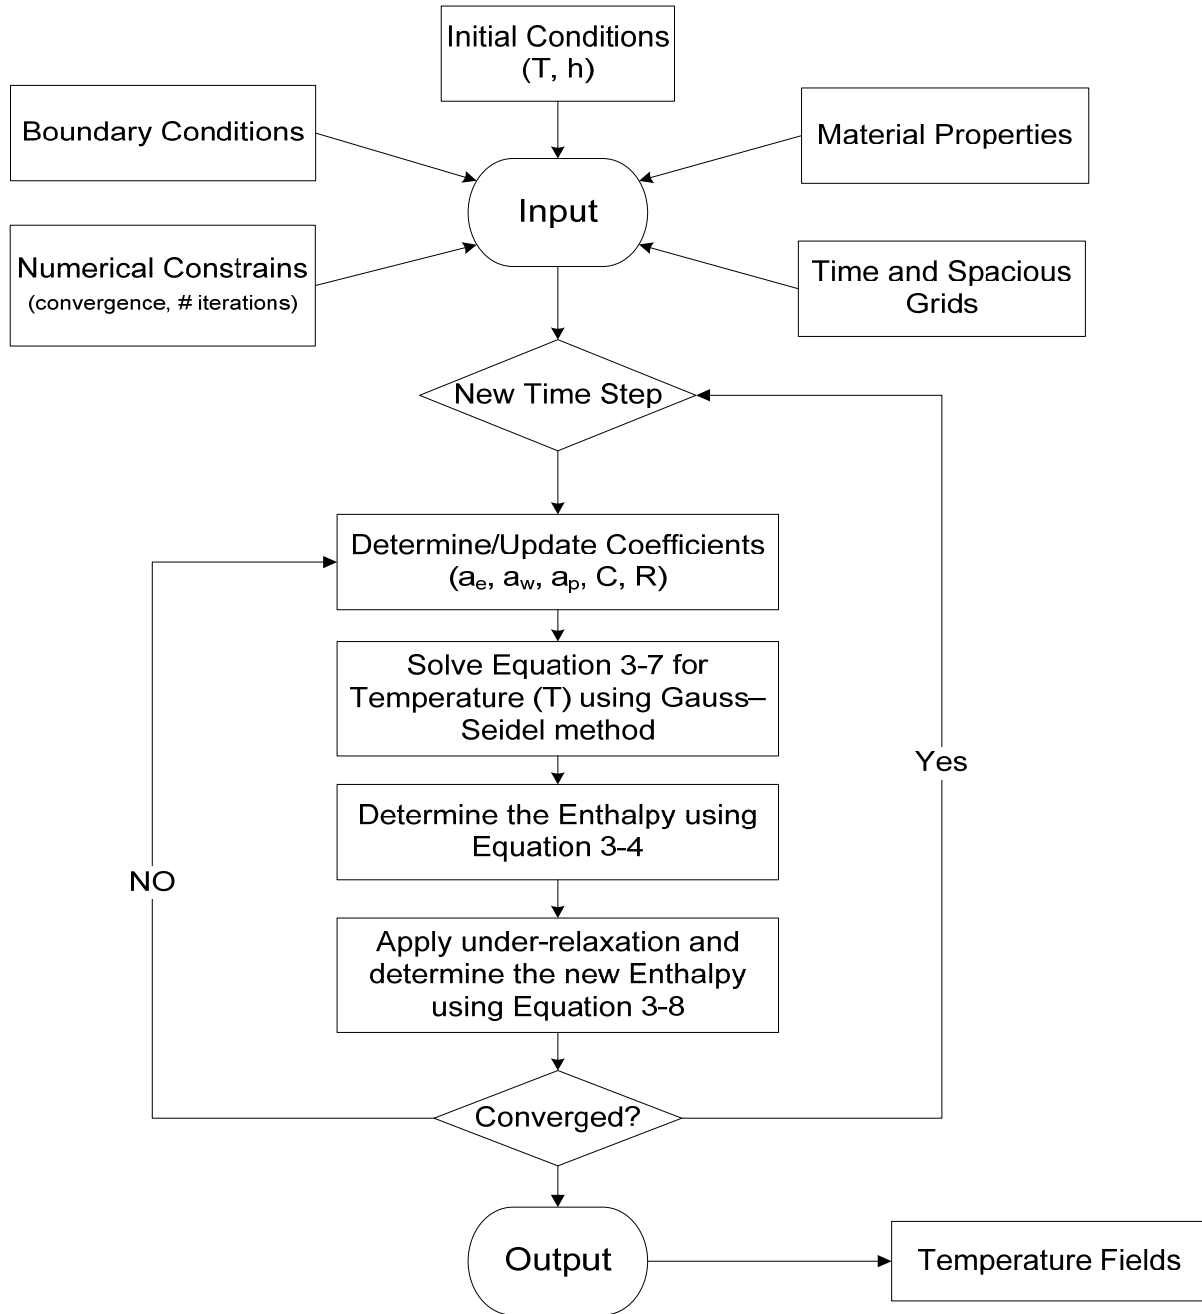 Initial Conditions
(T, h)
Boundary Conditions
Material Properties
Input
Numerical Constrains
(convergence, # iterations)
Time and Spacious
Grids
New Time Step
Determine/Update Coefficients
(aₑ, a_w, aₚ, C, R)
Solve Equation 3-7 for
Temperature (T) using Gauss–
Seidel method
Yes
Determine the Enthalpy using
Equation 3-4
NO
Apply under-relaxation and
determine the new Enthalpy
using Equation 3-8
Converged?
Output
Temperature Fields